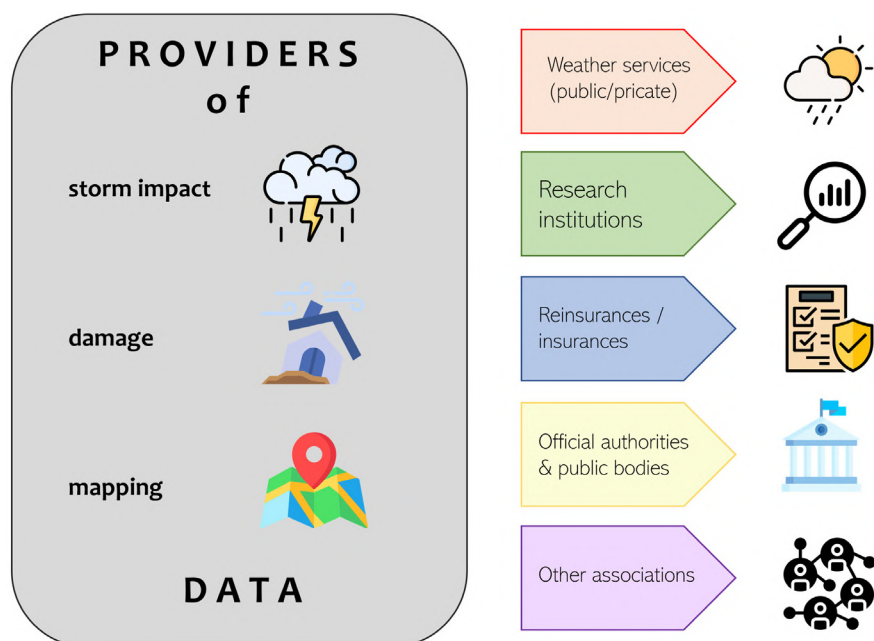 PROVIDERS
of
storm impact
damage
mapping
DATA
Weather services
(public/pricate)
Research
institutions
Reinsurances /
insurances
Official authorities
& public bodies
Other associations